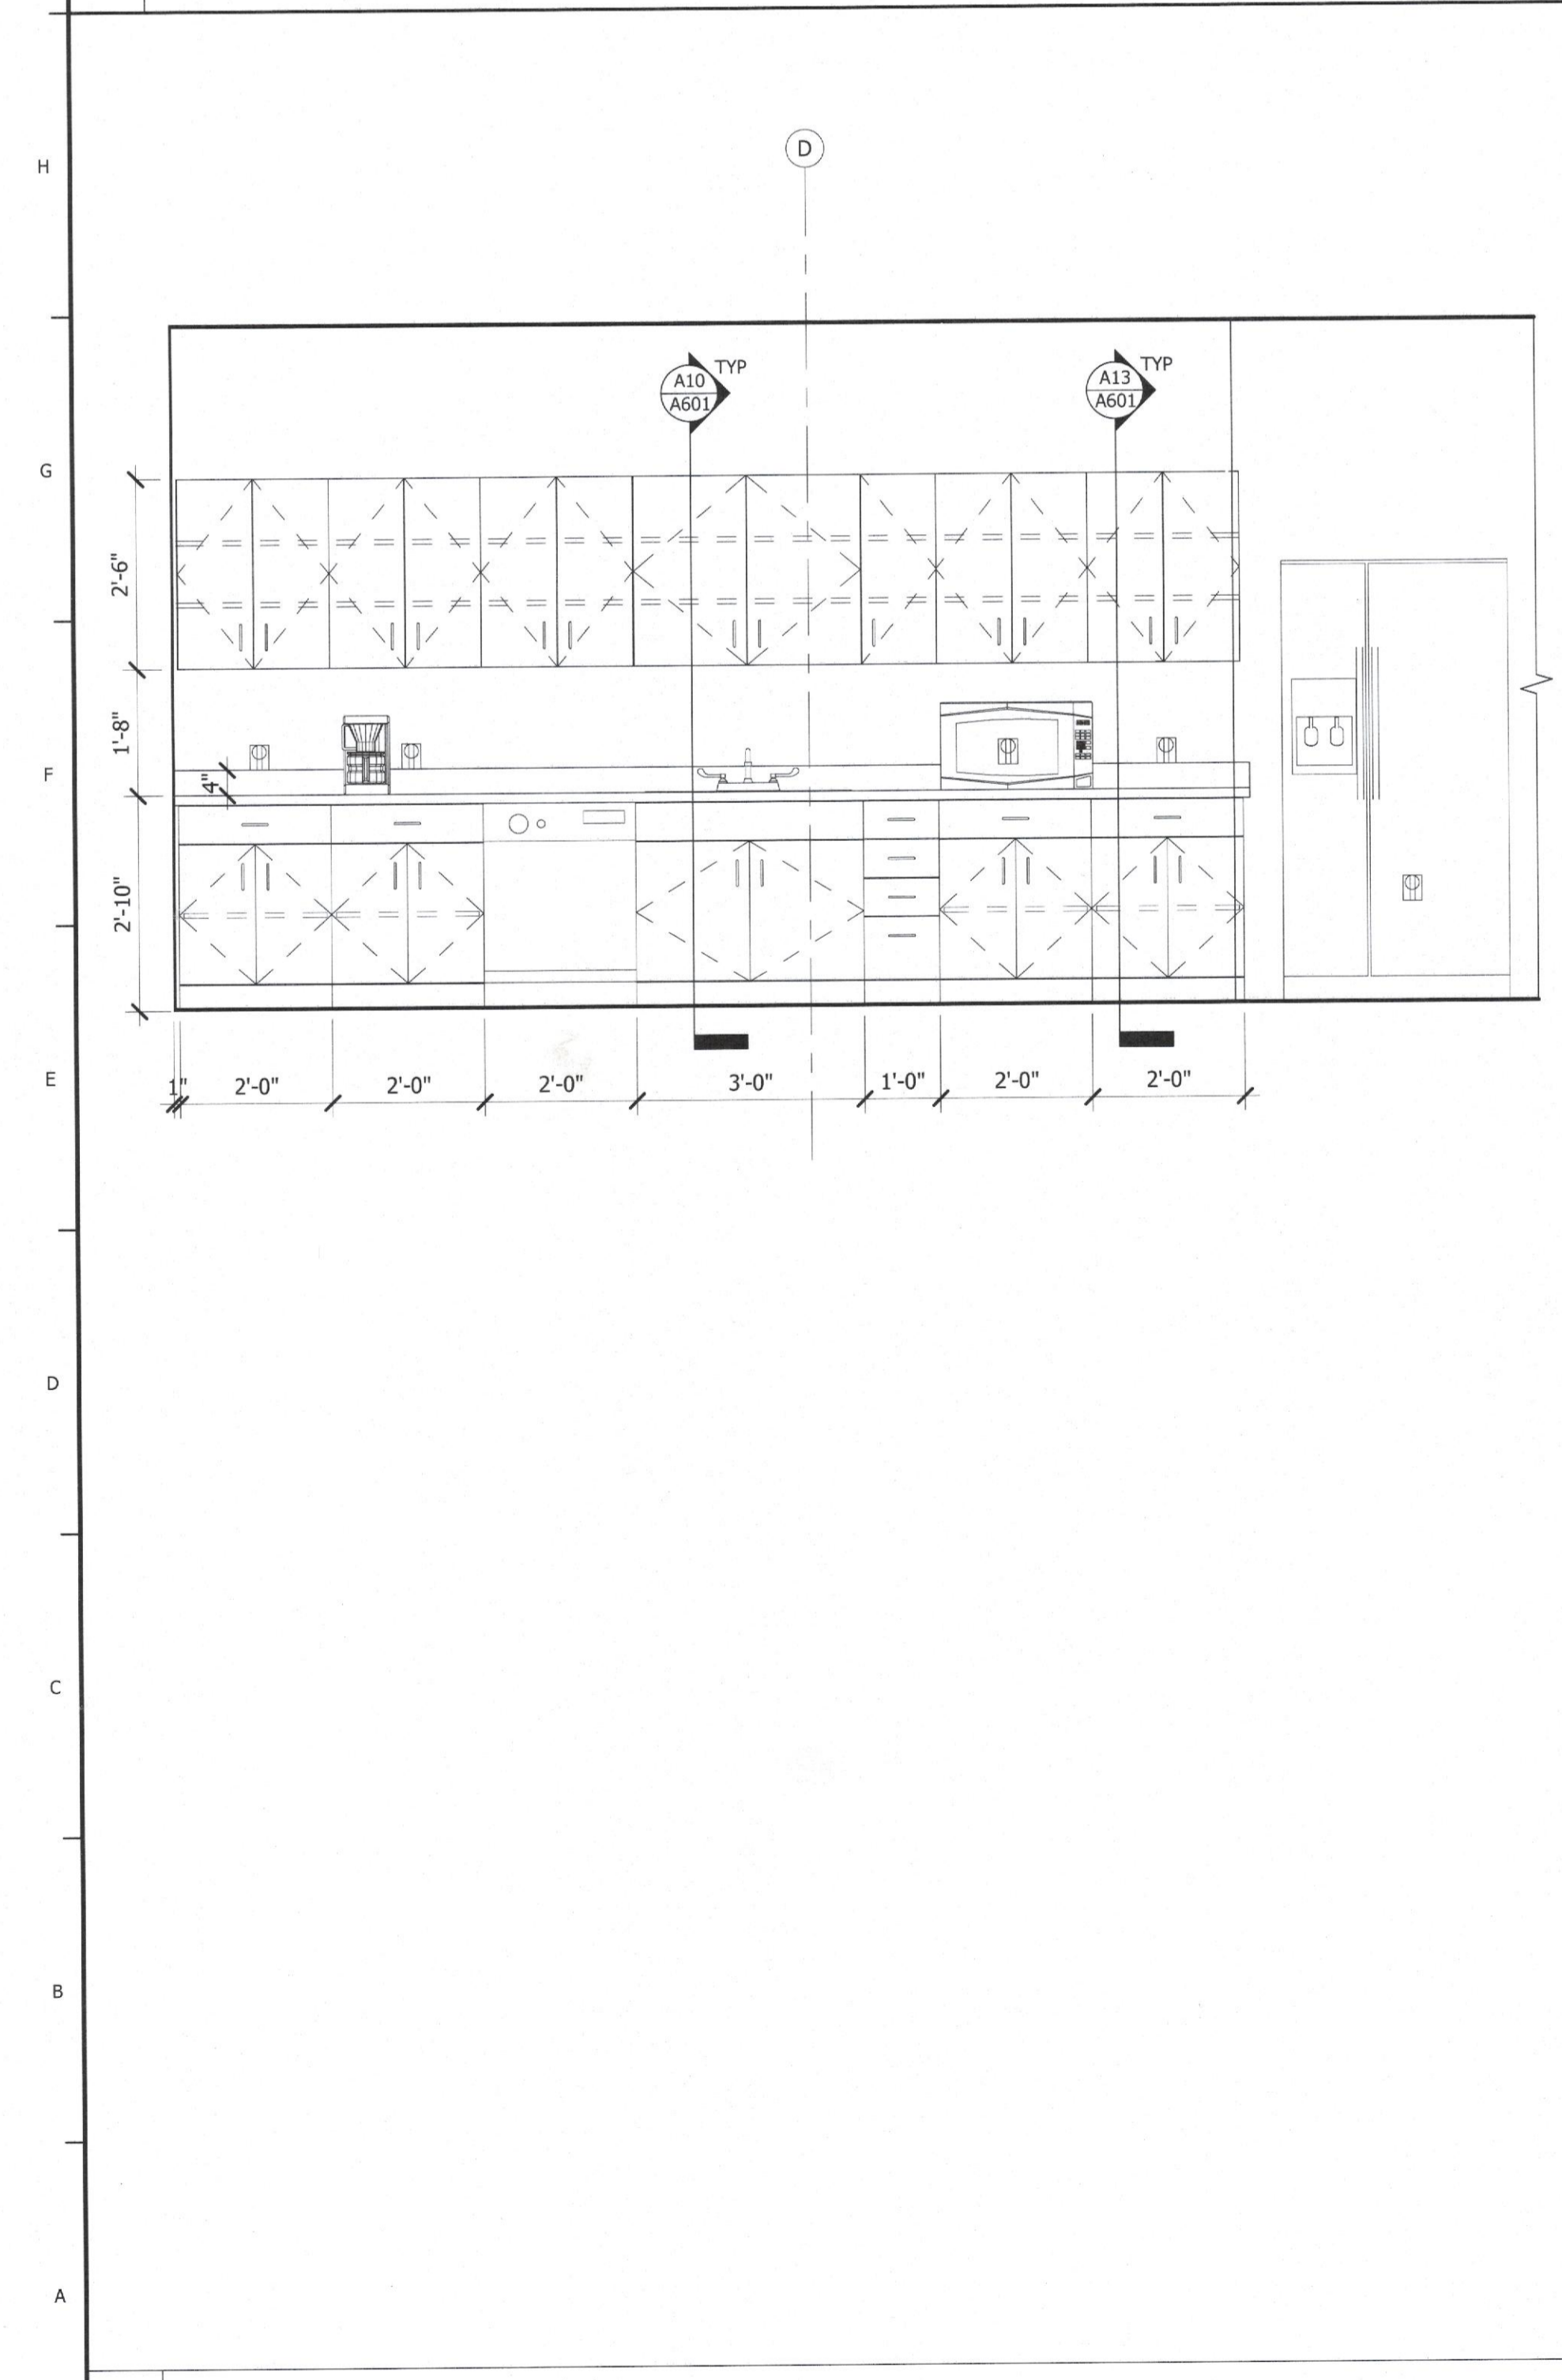 H
D
A10
A601
TYP
A13
A601
TYP
G
2'-6"
1'-8"
F
4"
2'-10"
E
1"
2'-0"
2'-0"
2'-0"
3'-0"
1'-0"
2'-0"
2'-0"
D
C
B
A